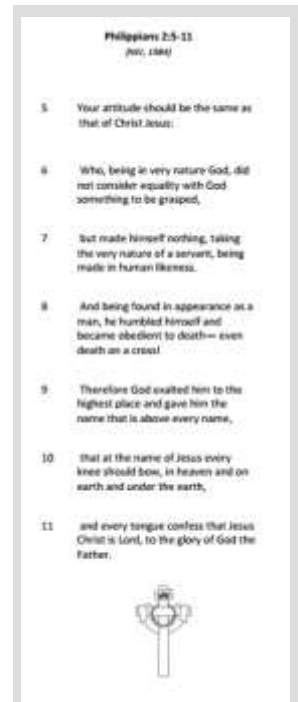 Philippians 2:5-11
(NIV, 1984)
5 Your attitude should be the same as
that of Christ Jesus:
6 Who, being in very nature God, did
not consider equality with God
something to be grasped,
7 but made himself nothing, taking
the very nature of a servant, being
made in human likeness.
8 And being found in appearance as a
man, he humbled himself and
became obedient to death— even
death on a cross!
9 Therefore God exalted him to the
highest place and gave him the
name that is above every name,
10 that at the name of Jesus every
knee should bow, in heaven and on
earth and under the earth,
11 and every tongue confess that Jesus
Christ is Lord, to the glory of God the
Father.